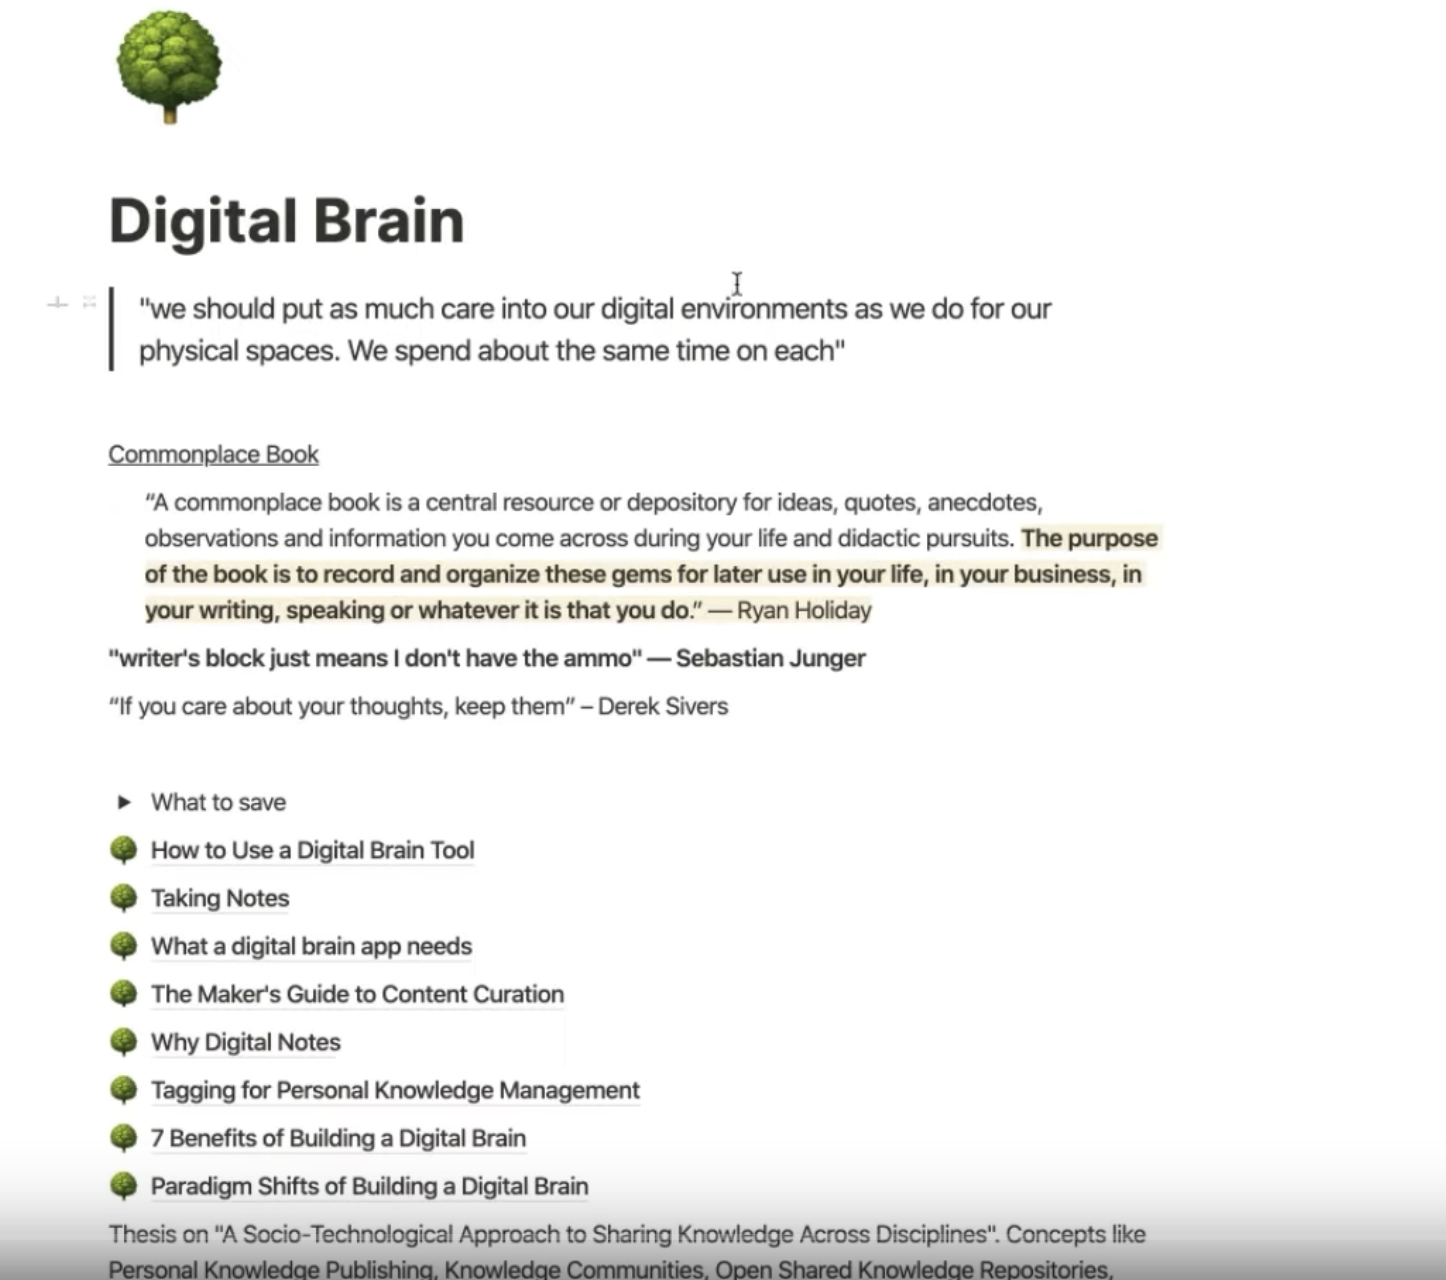 Digital Brain
"we should put as much care into our digital environments as we do for our
physical spaces. We spend about the same time on each"
Commonplace Book
“A commonplace book is a central resource or depository for ideas, quotes, anecdotes,
observations and information you come across during your life and didactic pursuits. The purpose
of the book is to record and organize these gems for later use in your life, in your business, in
your writing, speaking or whatever it is that you do.” — Ryan Holiday
"writer's block just means I don't have the ammo" — Sebastian Junger
“If you care about your thoughts, keep them” – Derek Sivers
What to save
How to Use a Digital Brain Tool
Taking Notes
What a digital brain app needs
The Maker's Guide to Content Curation
Why Digital Notes
Tagging for Personal Knowledge Management
7 Benefits of Building a Digital Brain
Paradigm Shifts of Building a Digital Brain
Thesis on "A Socio-Technological Approach to Sharing Knowledge Across Disciplines". Concepts like
Personal Knowledge Publishing, Knowledge Communities, Open Shared Knowledge Repositories,